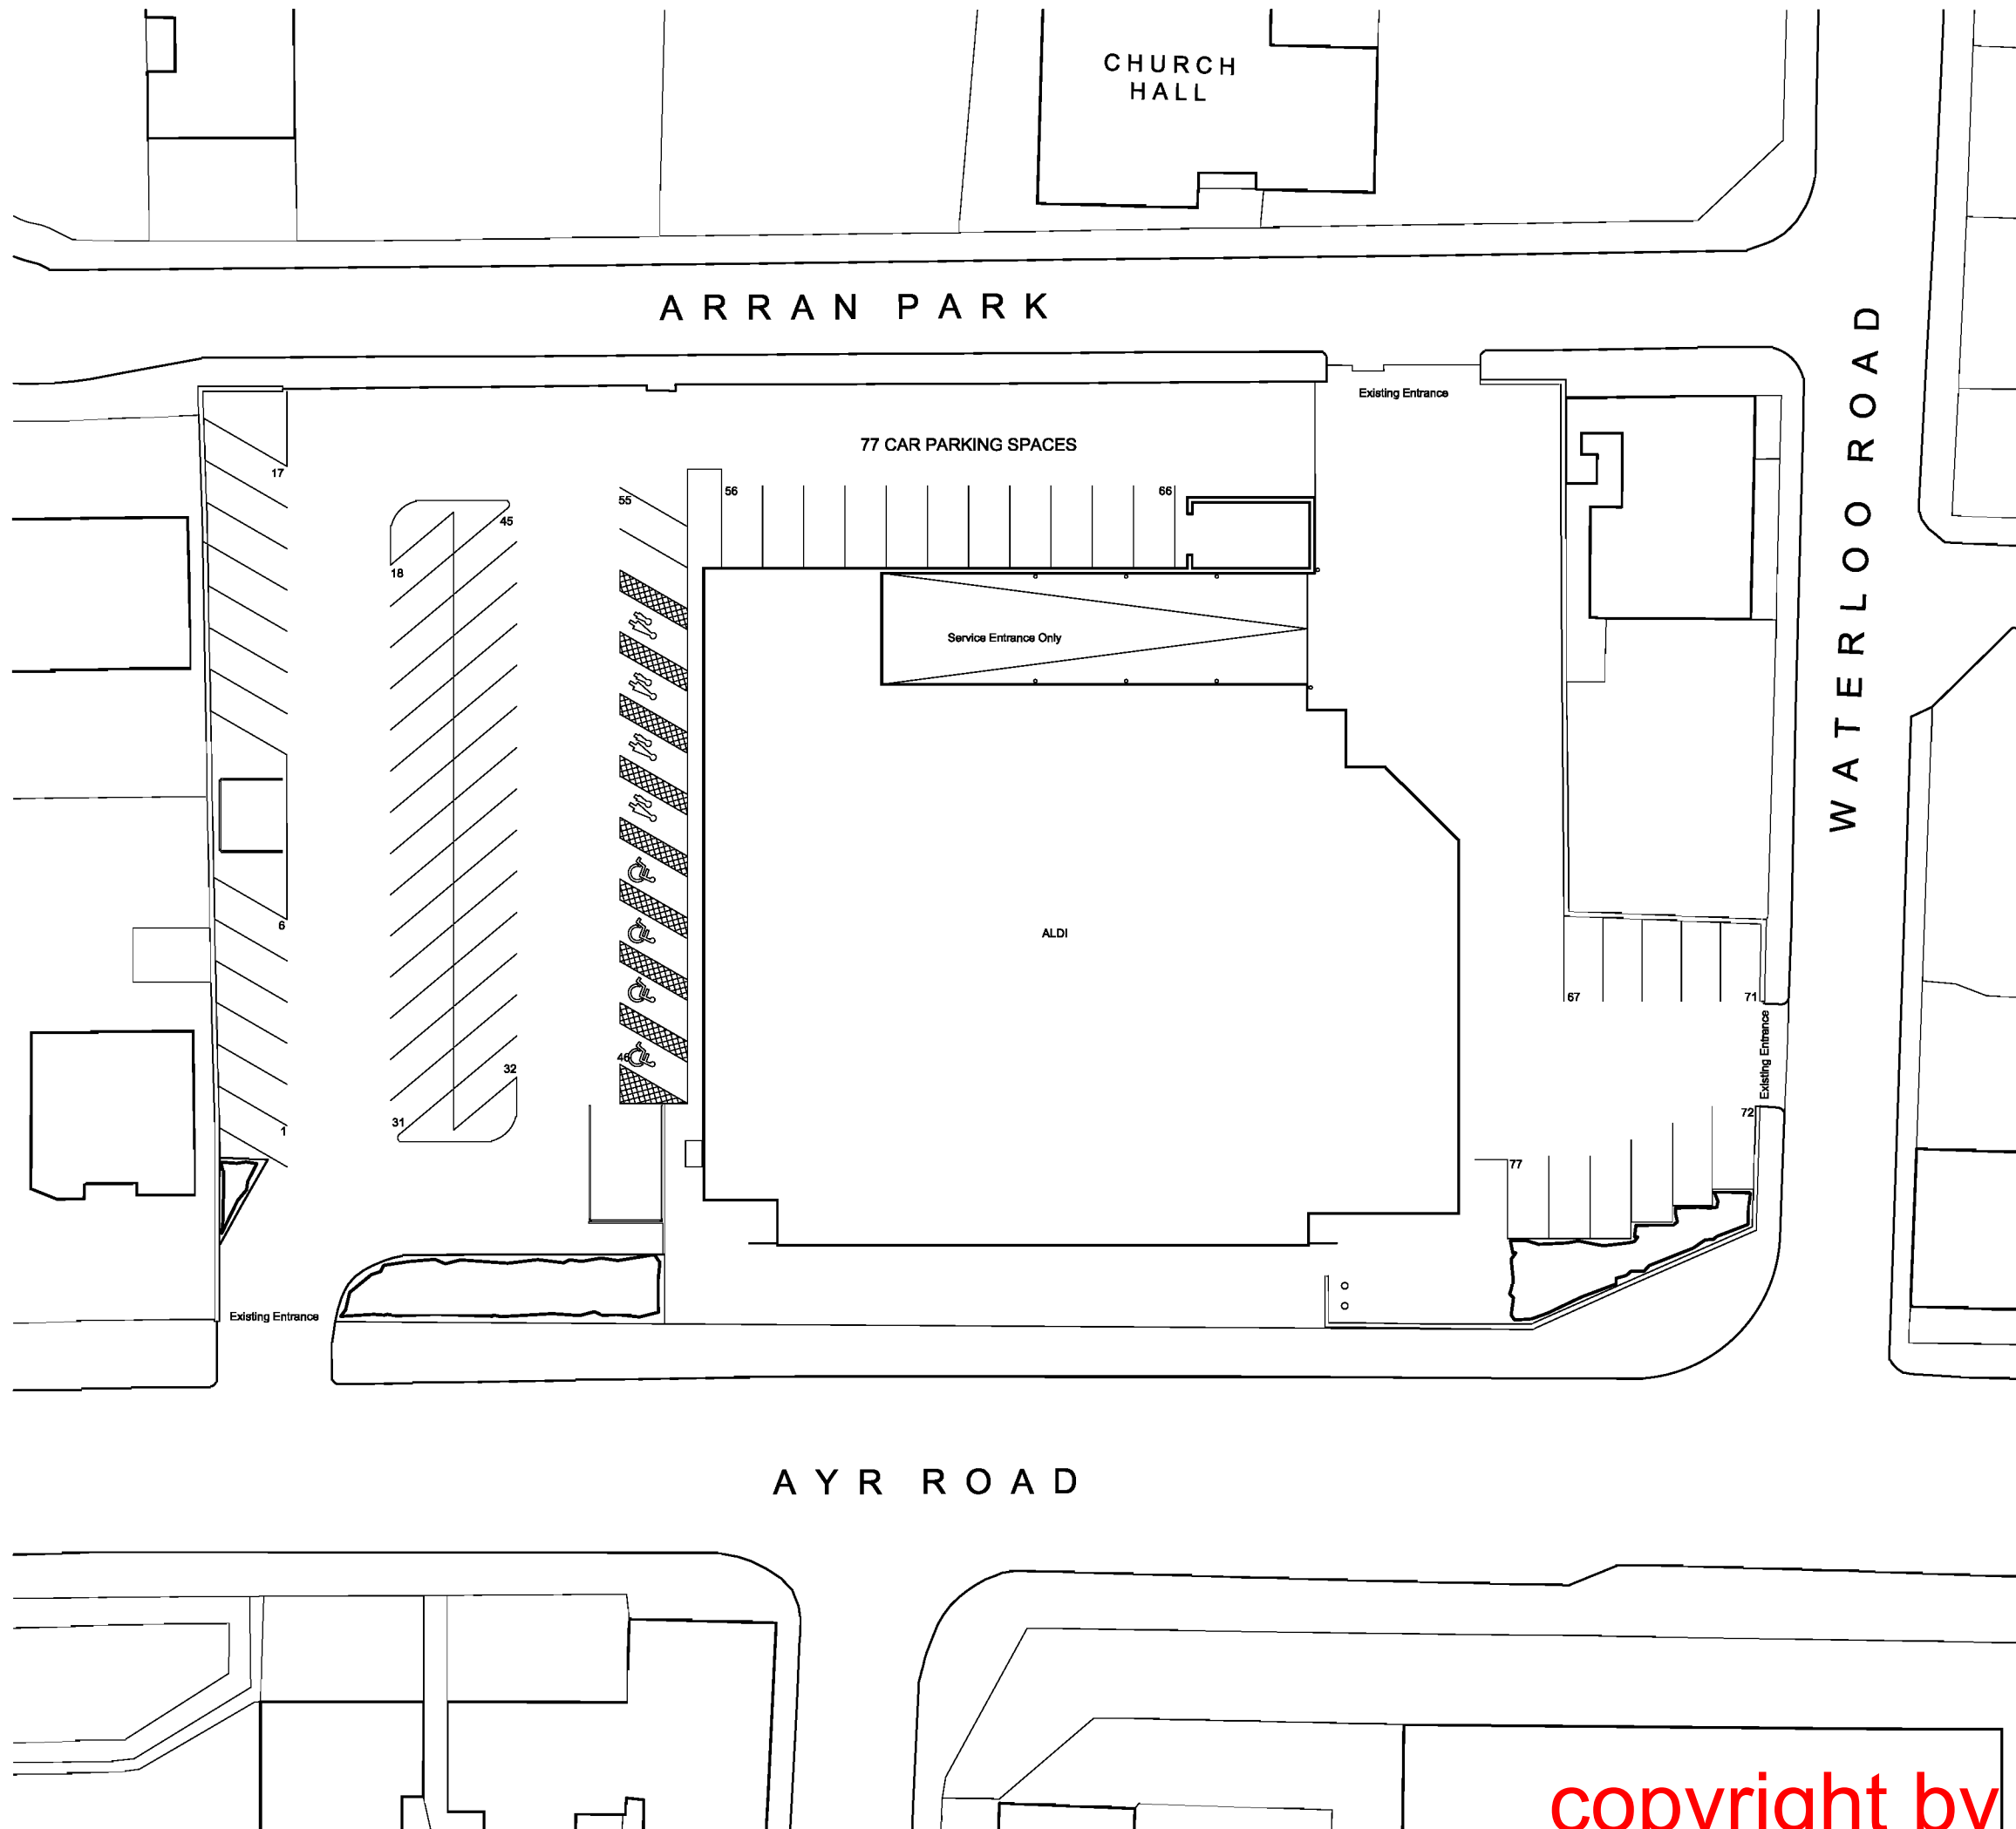 CHURCH
HALL
ARRAN PARK
WATERLOO ROAD
Existing Entrance
77 CAR PARKING SPACES
17
55
56
66
45
18
Service Entrance Only
6
ALDI
67
71
Existing Entrance
46
32
31
1
72
77
Existing Entrance
AYR ROAD
copyright by